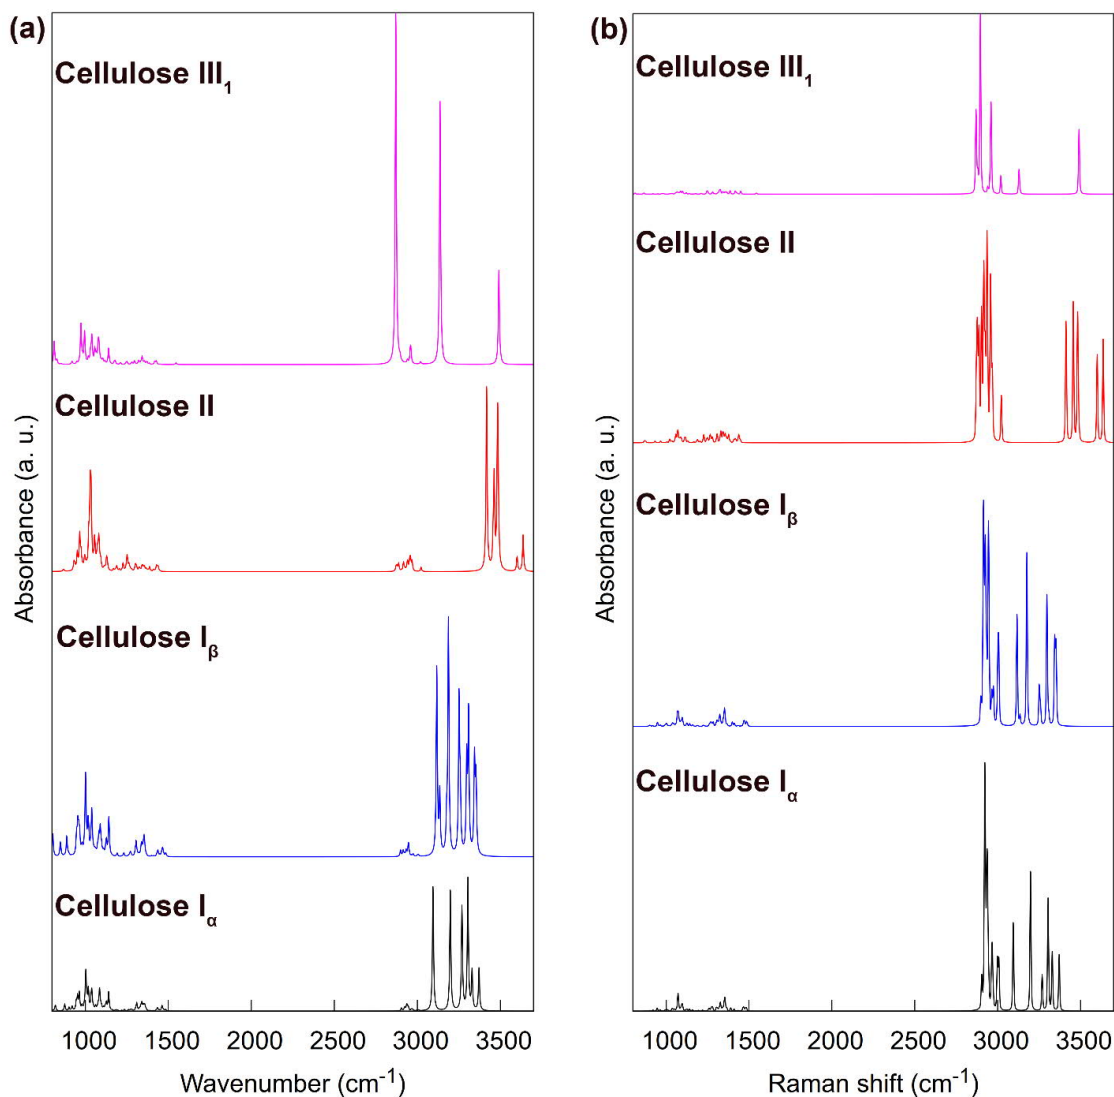 (a)
Cellulose III₁
Cellulose II
Cellulose Iᵦ
Cellulose Iα
Absorbance (a. u.)
1000 1500 2000 2500 3000 3500
Wavenumber (cm⁻¹)
(b)
Cellulose III₁
Cellulose II
Cellulose Iᵦ
Cellulose Iα
Absorbance (a. u.)
1000 1500 2000 2500 3000 3500
Raman shift (cm⁻¹)